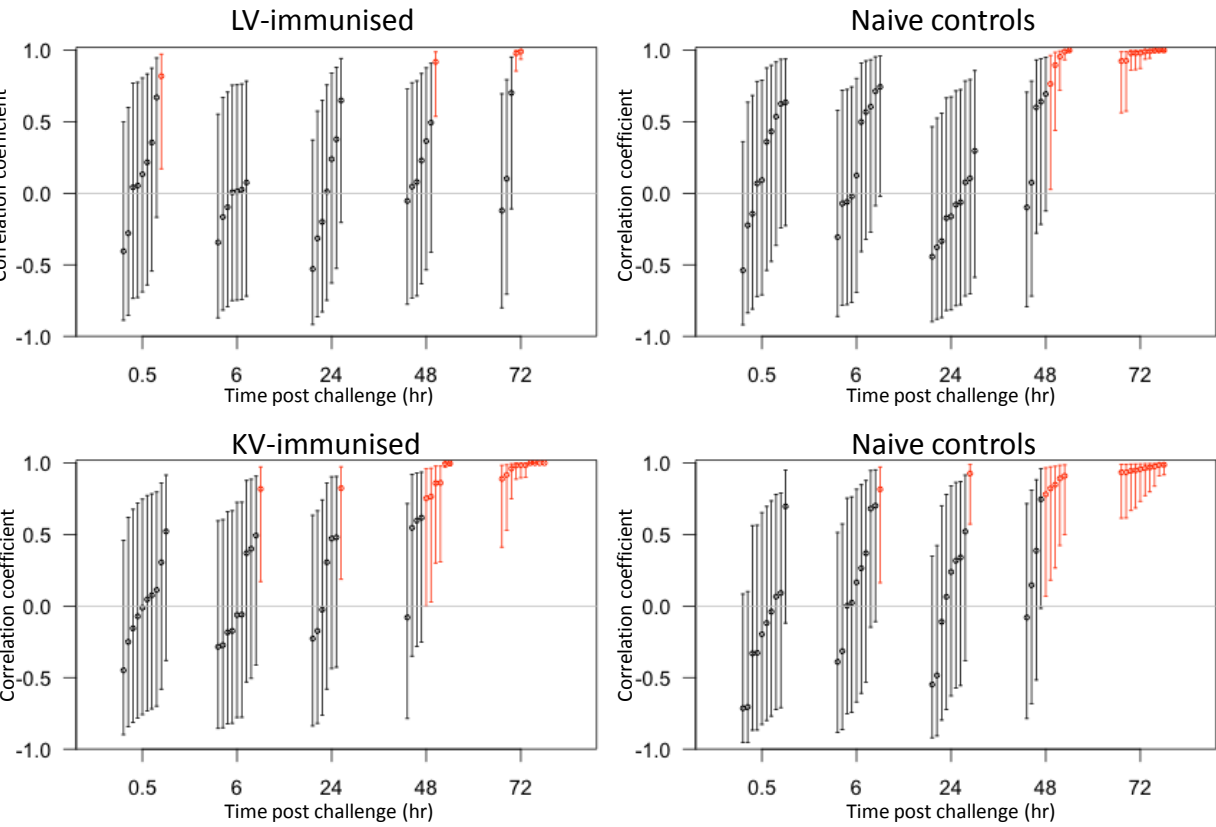 LV-immunised
Naive controls
Correlation coefficient
1.0
0.5
0.0
-0.5
-1.0
0.5 6 24 48 72
Time post challenge (hr)
Correlation coefficient
1.0
0.5
0.0
-0.5
-1.0
0.5 6 24 48 72
Time post challenge (hr)
KV-immunised
Naive controls
Correlation coefficient
1.0
0.5
0.0
-0.5
-1.0
0.5 6 24 48 72
Time post challenge (hr)
Correlation coefficient
1.0
0.5
0.0
-0.5
-1.0
0.5 6 24 48 72
Time post challenge (hr)